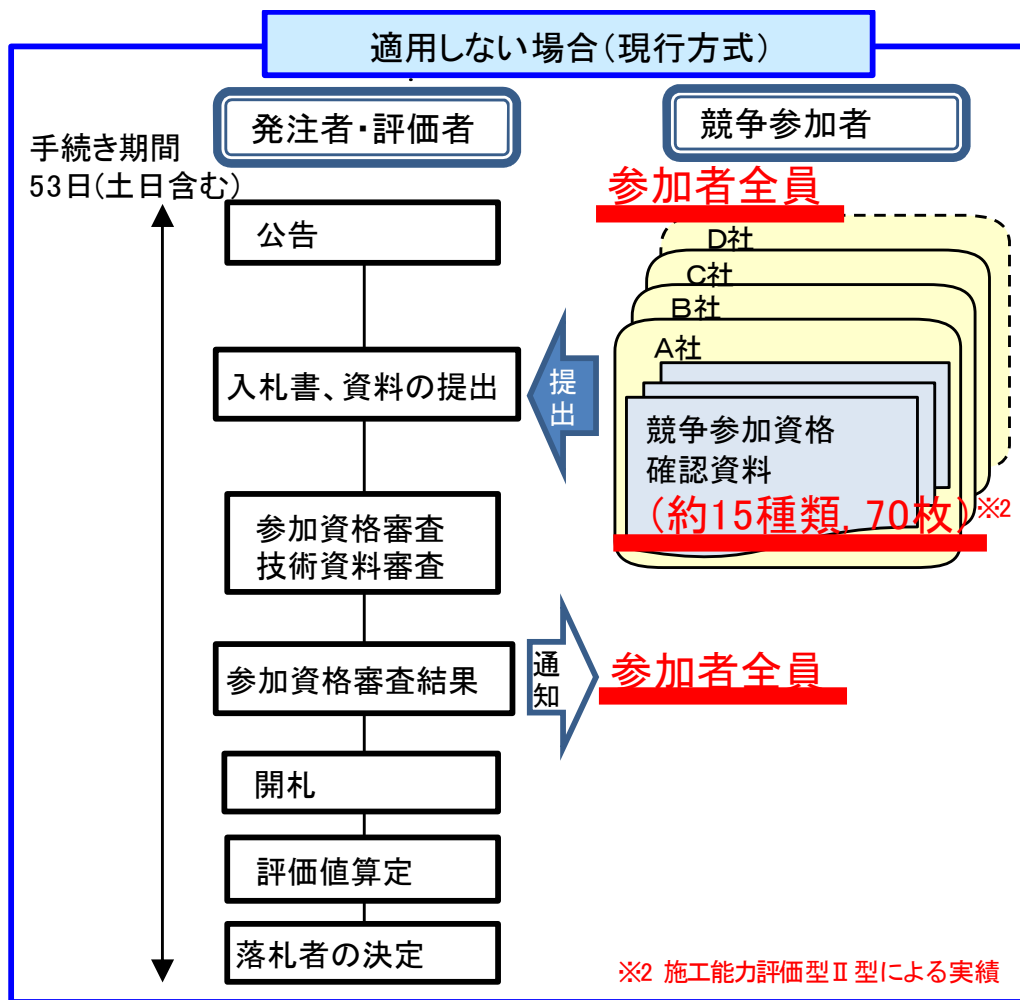 適用しない場合(現行方式)
発注者・評価者
競争参加者
手続き期間
53日(土日含む)
参加者全員
公告
D社
C社
B社
A社
入札書、資料の提出
提
出
競争参加資格
確認資料
(約15種類, 70枚)※2
参加資格審査
技術資料審査
参加資格審査結果
通
知
参加者全員
開札
評価値算定
落札者の決定
※2 施工能力評価型Ⅱ型による実績